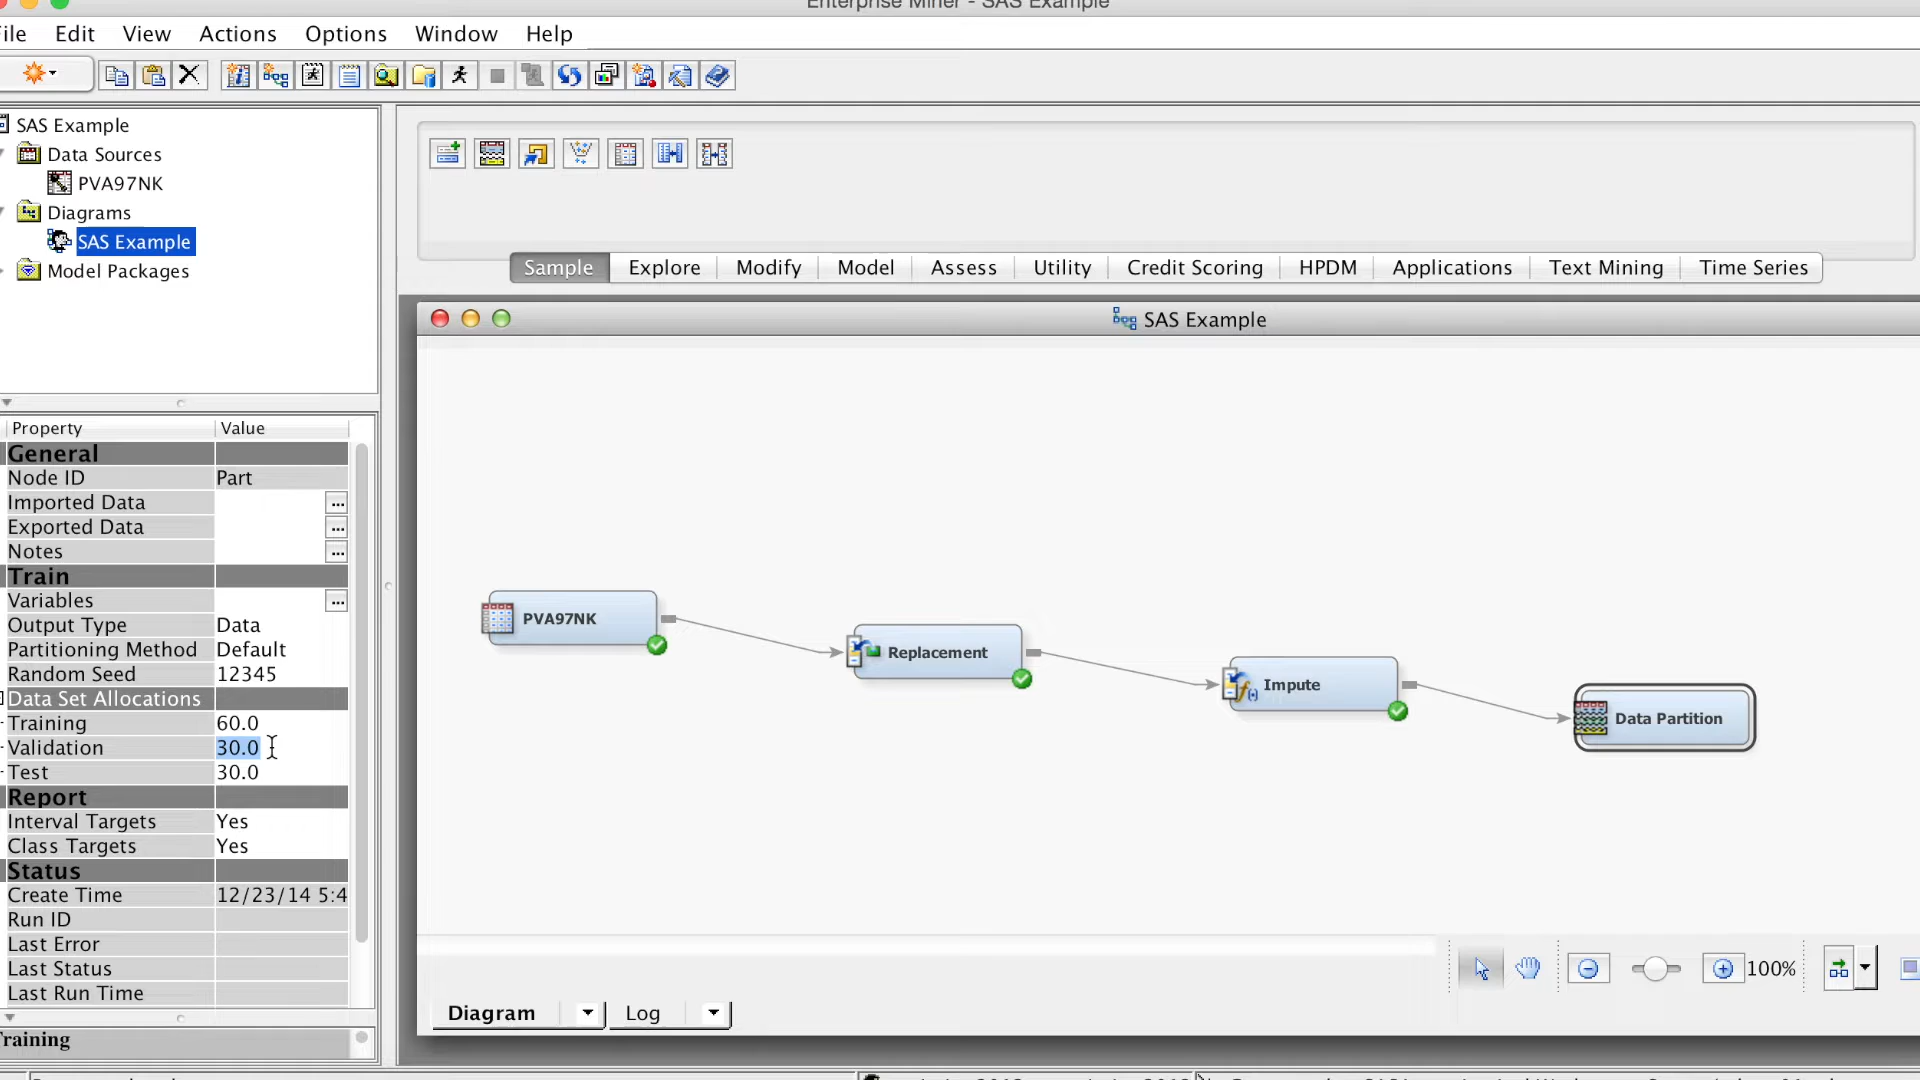 Enterprise Miner - SAS Example
File Edit View Actions Options Window Help
SAS Example
Data Sources
PVA97NK
Diagrams
SAS Example
Model Packages
Sample Explore Modify Model Assess Utility Credit Scoring HPDM Applications Text Mining Time Series
SAS Example
Property Value
General
Node ID Part
Imported Data ...
Exported Data ...
Notes ...
Train
Variables ...
Output Type Data
Partitioning Method Default
Random Seed 12345
Data Set Allocations
Training 60.0
Validation 30.0
Test 30.0
Report
Interval Targets Yes
Class Targets Yes
Status
Create Time 12/23/14 5:4
Run ID
Last Error
Last Status
Last Run Time
Training
PVA97NK
Replacement
Impute
Data Partition
100%
Diagram Log